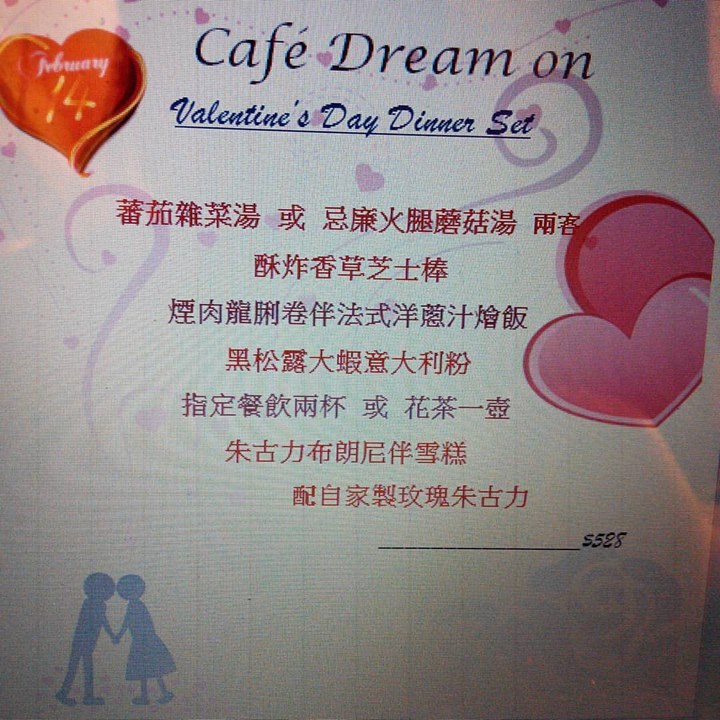 February
14
Café Dream on
Valentine's Day Dinner Set
蕃茄雜菜湯 或 忌廉火腿蘑菇湯 兩客
酥炸香草芝士棒
煙肉龍脷卷伴法式洋蔥汁燴飯
黑松露大蝦意大利粉
指定餐飲兩杯 或 花茶一壺
朱古力布朗尼伴雪糕
配自家製玫瑰朱古力
$528